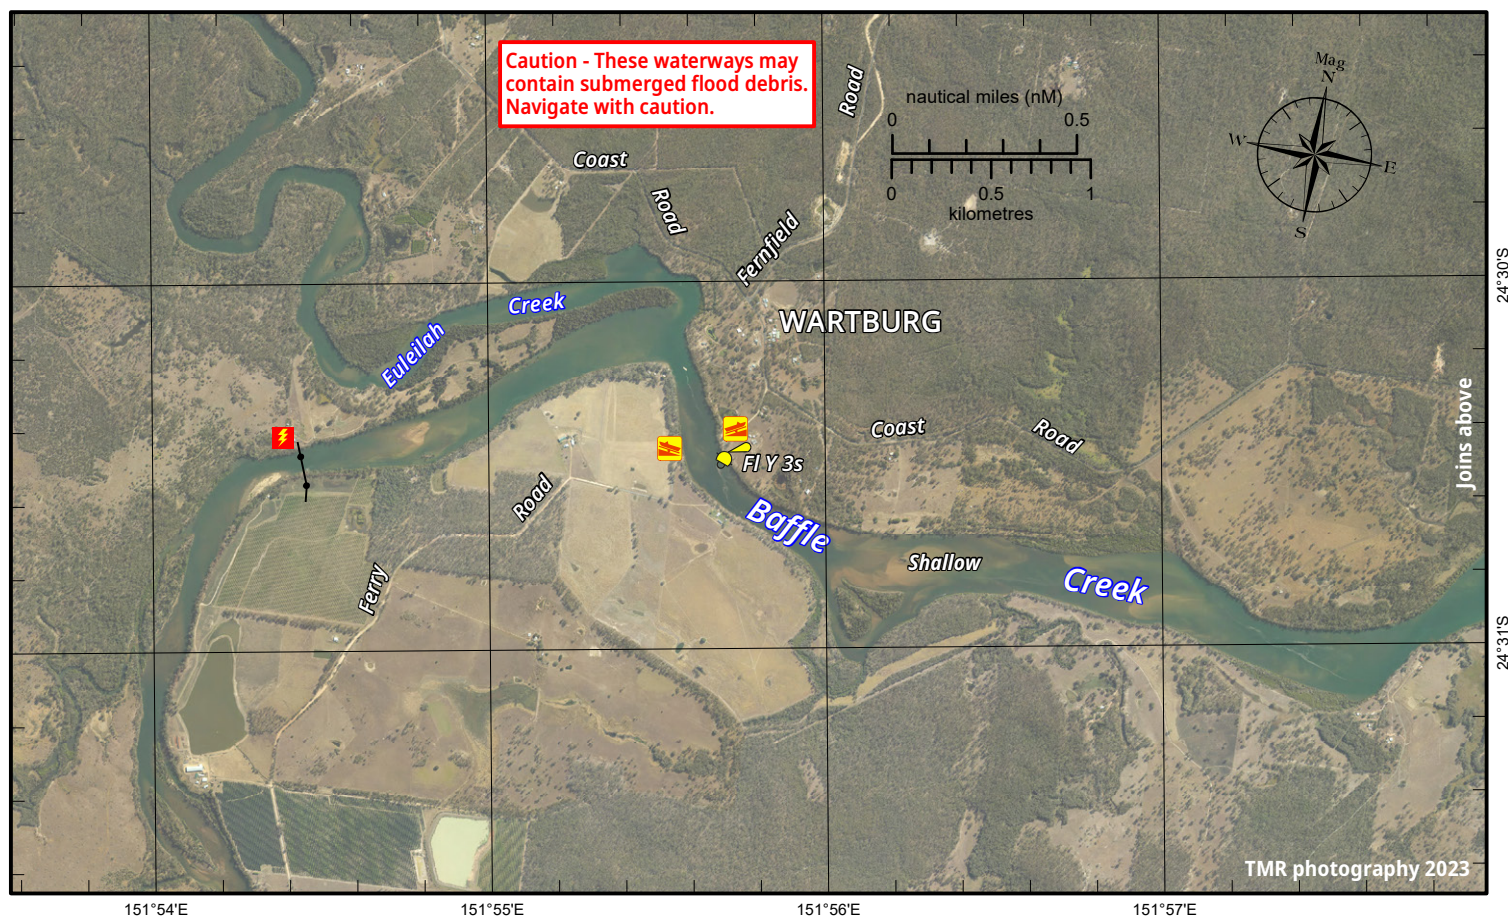 Caution - These waterways may
contain submerged flood debris.
Navigate with caution.
Road
nautical miles (nM)
0 0.5
0 0.5 1
kilometres
Mag
N
W
E
S
Coast
Road
Fernfield
24°30'S
Creek
Euleilah
WARTBURG
Joins above
Coast
Road
Fl Y 3s
Road
Baffle
Shallow
Creek
Ferry
24°31'S
TMR photography 2023
151°54'E 151°55'E 151°56'E 151°57'E